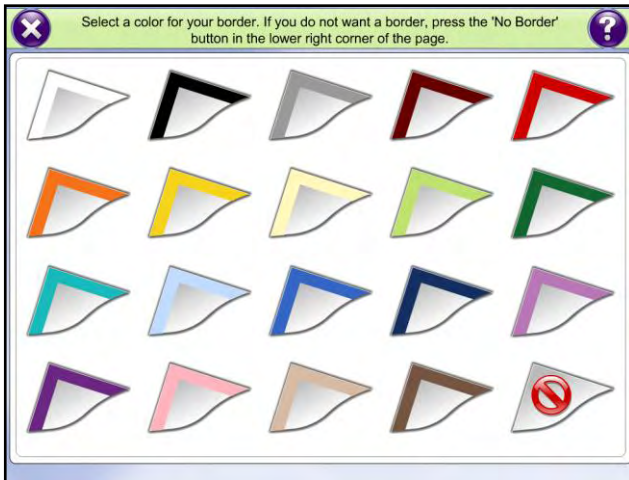 Select a color for your border. If you do not want a border, press the 'No Border'
button in the lower right corner of the page.
?